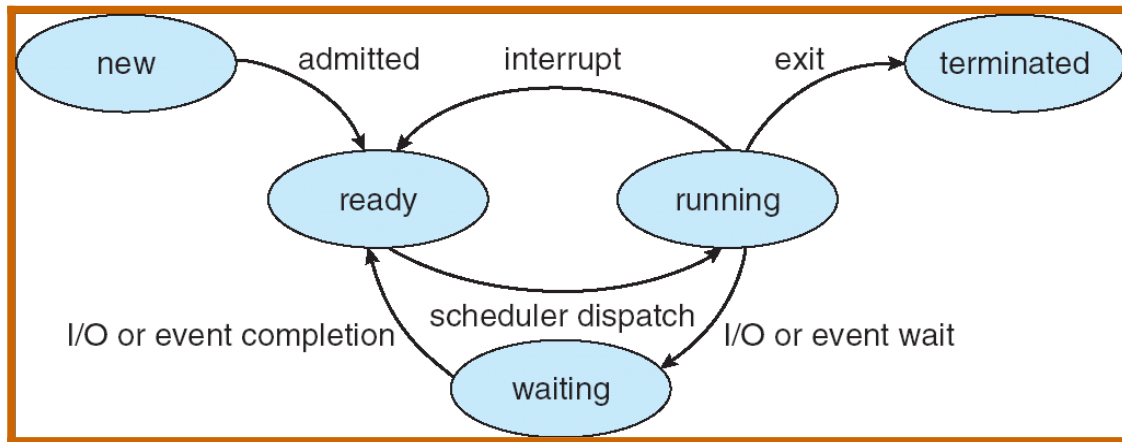 new
admitted
interrupt
exit
terminated
ready
running
scheduler dispatch
I/O or event completion
I/O or event wait
waiting